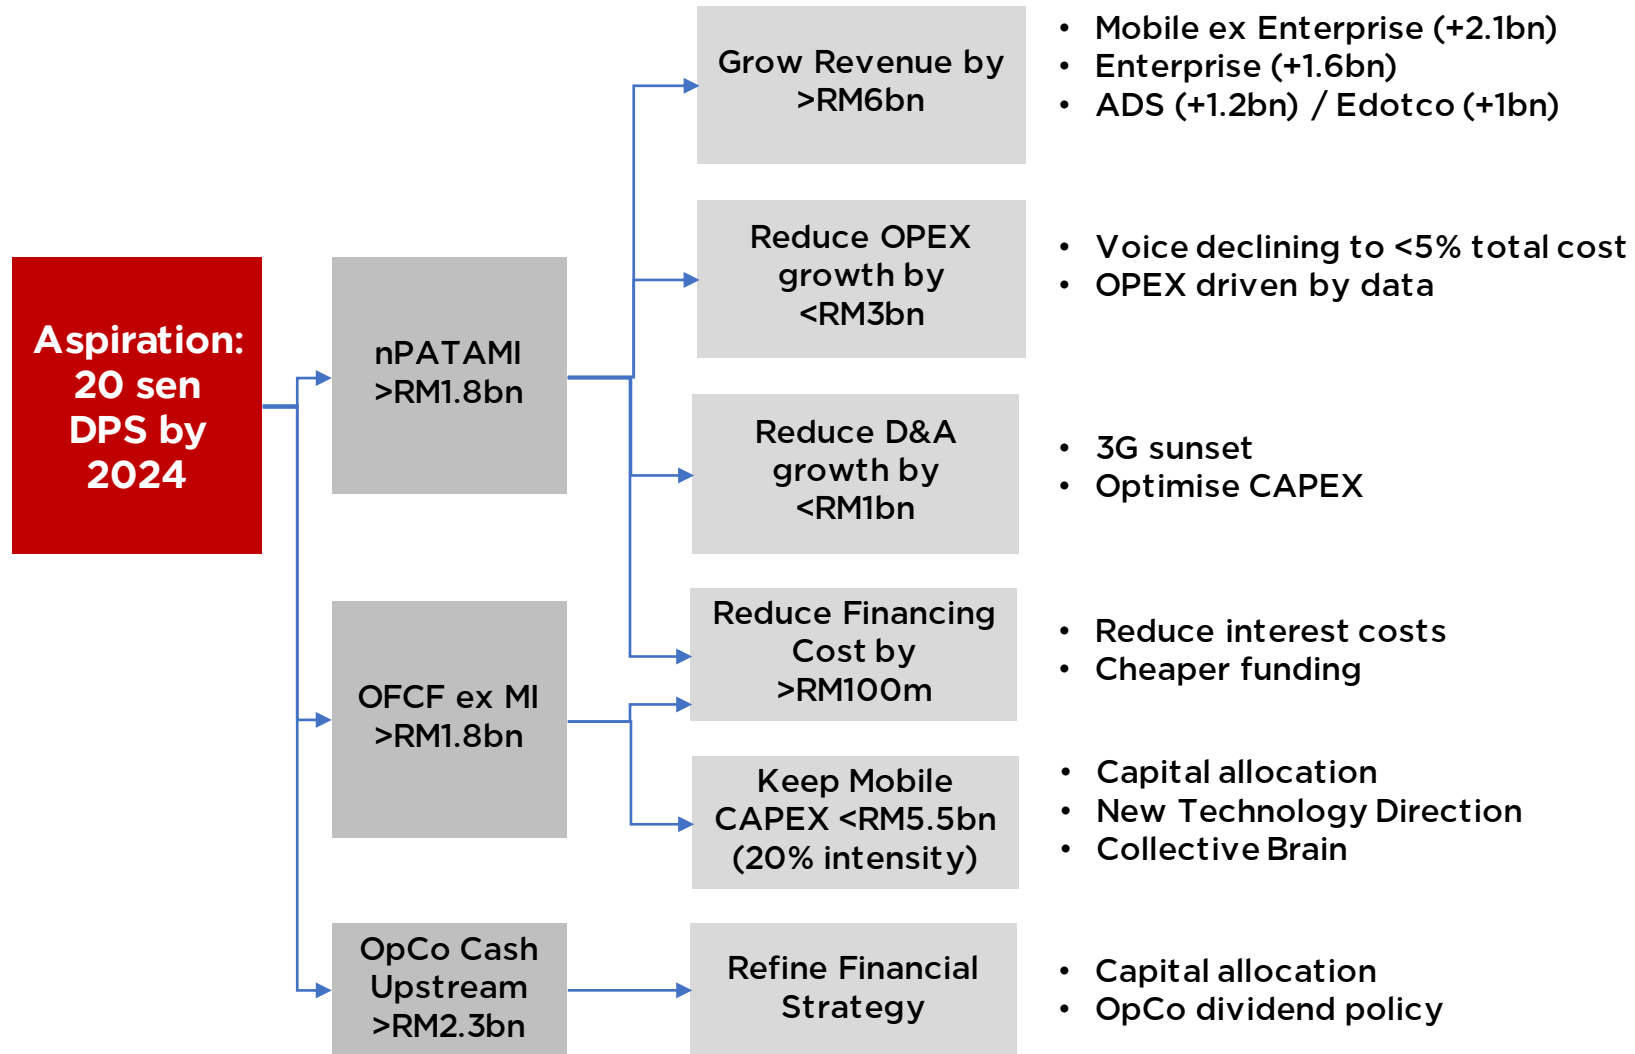 Aspiration:
20 sen
DPS by
2024
nPATAMI
>RM1.8bn
OFCF ex MI
>RM1.8bn
OpCo Cash
Upstream
>RM2.3bn
Grow Revenue by
>RM6bn
• Mobile ex Enterprise (+2.1bn)
• Enterprise (+1.6bn)
• ADS (+1.2bn) / Edotco (+1bn)
Reduce OPEX
growth by
<RM3bn
• Voice declining to <5% total cost
• OPEX driven by data
Reduce D&A
growth by
<RM1bn
• 3G sunset
• Optimise CAPEX
Reduce Financing
Cost by
>RM100m
• Reduce interest costs
• Cheaper funding
Keep Mobile
CAPEX <RM5.5bn
(20% intensity)
• Capital allocation
• New Technology Direction
• Collective Brain
Refine Financial
Strategy
• Capital allocation
• OpCo dividend policy